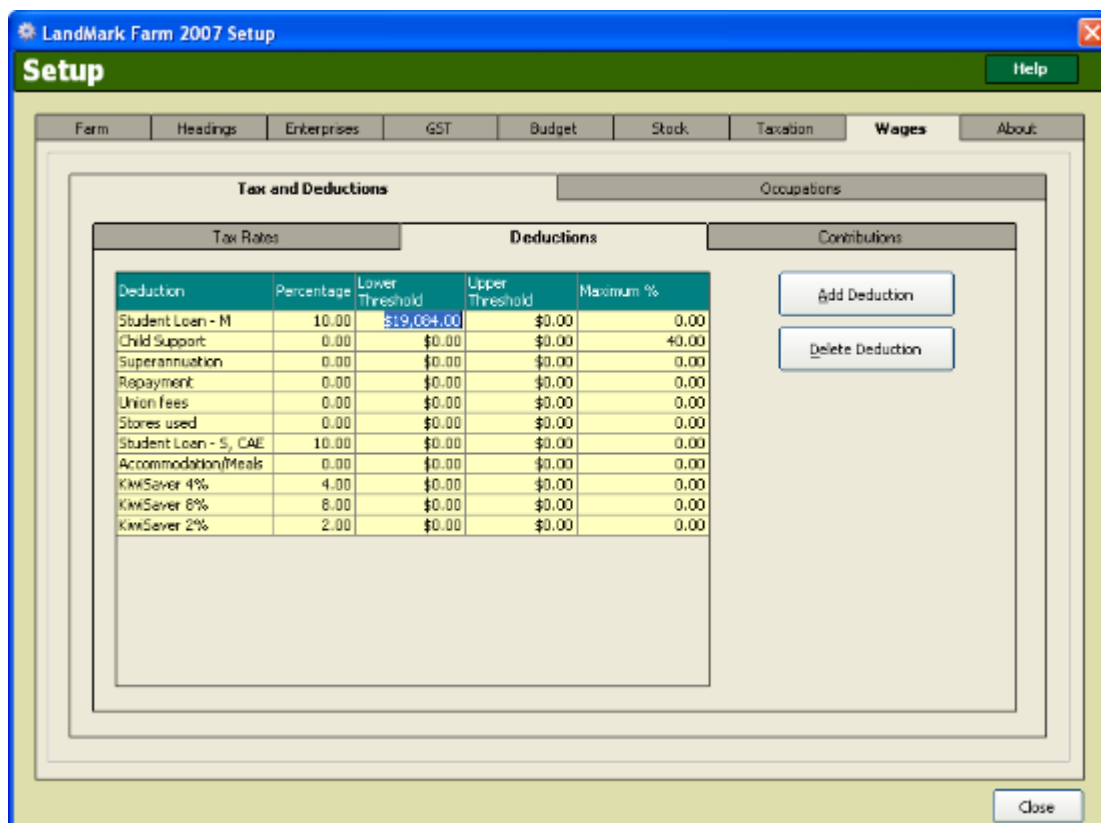 LandMark Farm 2007 Setup
Setup
Help
Farm Headings Enterprises GST Budget Stock Taxation Wages About
Tax and Deductions Occupations
Tax Rates Deductions Contributions
Deduction Percentage Lower Threshold Upper Threshold Maximum %
Student Loan - M 10.00 $19,084.00 $0.00 0.00
Child Support 0.00 $0.00 $0.00 40.00
Superannuation 0.00 $0.00 $0.00 0.00
Repayment 0.00 $0.00 $0.00 0.00
Union fees 0.00 $0.00 $0.00 0.00
Stores used 0.00 $0.00 $0.00 0.00
Student Loan - S, CAE 10.00 $0.00 $0.00 0.00
Accommodation/Meals 0.00 $0.00 $0.00 0.00
KiwiSaver 4% 4.00 $0.00 $0.00 0.00
KiwiSaver 8% 8.00 $0.00 $0.00 0.00
KiwiSaver 2% 2.00 $0.00 $0.00 0.00
Add Deduction
Delete Deduction
Close